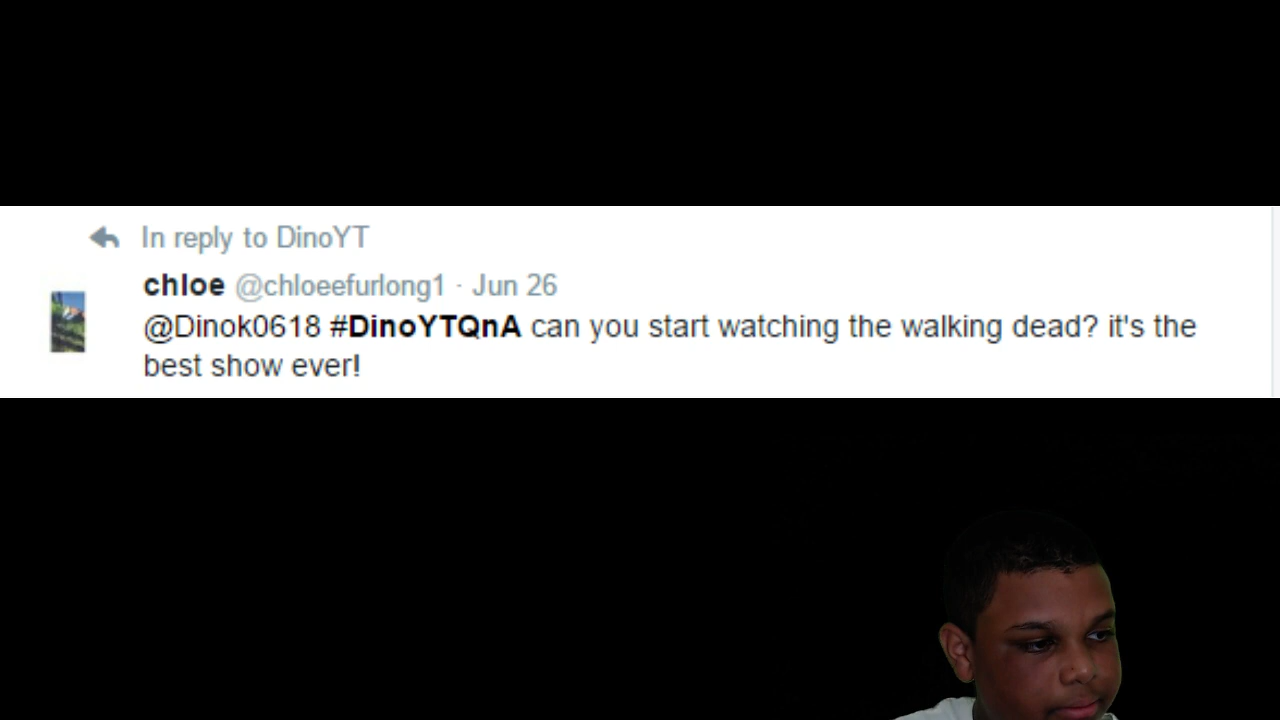 In reply to DinoYT
chloe @chloeefurlong1 · Jun 26
@Dinok0618 #DinoYTQnA can you start watching the walking dead? it's the
best show ever!